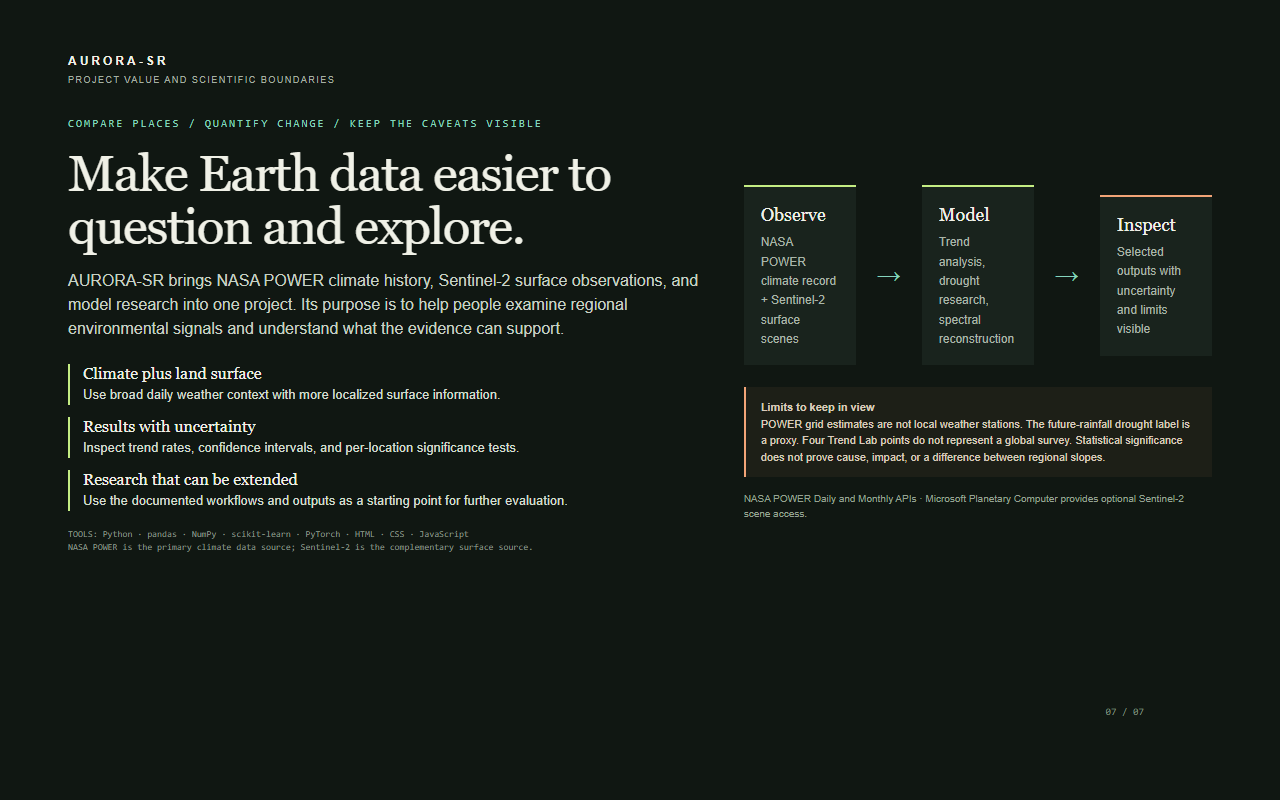 AURORA-SR
PROJECT VALUE AND SCIENTIFIC BOUNDARIES
COMPARE PLACES / QUANTIFY CHANGE / KEEP THE CAVEATS VISIBLE
Make Earth data easier to
question and explore.
AURORA-SR brings NASA POWER climate history, Sentinel-2 surface observations, and
model research into one project. Its purpose is to help people examine regional
environmental signals and understand what the evidence can support.
Climate plus land surface
Use broad daily weather context with more localized surface information.
Results with uncertainty
Inspect trend rates, confidence intervals, and per-location significance tests.
Research that can be extended
Use the documented workflows and outputs as a starting point for further evaluation.
TOOLS: Python · pandas · NumPy · scikit-learn · PyTorch · HTML · CSS · JavaScript
NASA POWER is the primary climate data source; Sentinel-2 is the complementary surface source.
Observe
NASA
POWER
climate record
+ Sentinel-2
surface
scenes
→
Model
Trend
analysis,
drought
research,
spectral
reconstruction
→
Inspect
Selected
outputs with
uncertainty
and limits
visible
Limits to keep in view
POWER grid estimates are not local weather stations. The future-rainfall drought label is
a proxy. Four Trend Lab points do not represent a global survey. Statistical significance
does not prove cause, impact, or a difference between regional slopes.
NASA POWER Daily and Monthly APIs · Microsoft Planetary Computer provides optional Sentinel-2
scene access.
07 / 07